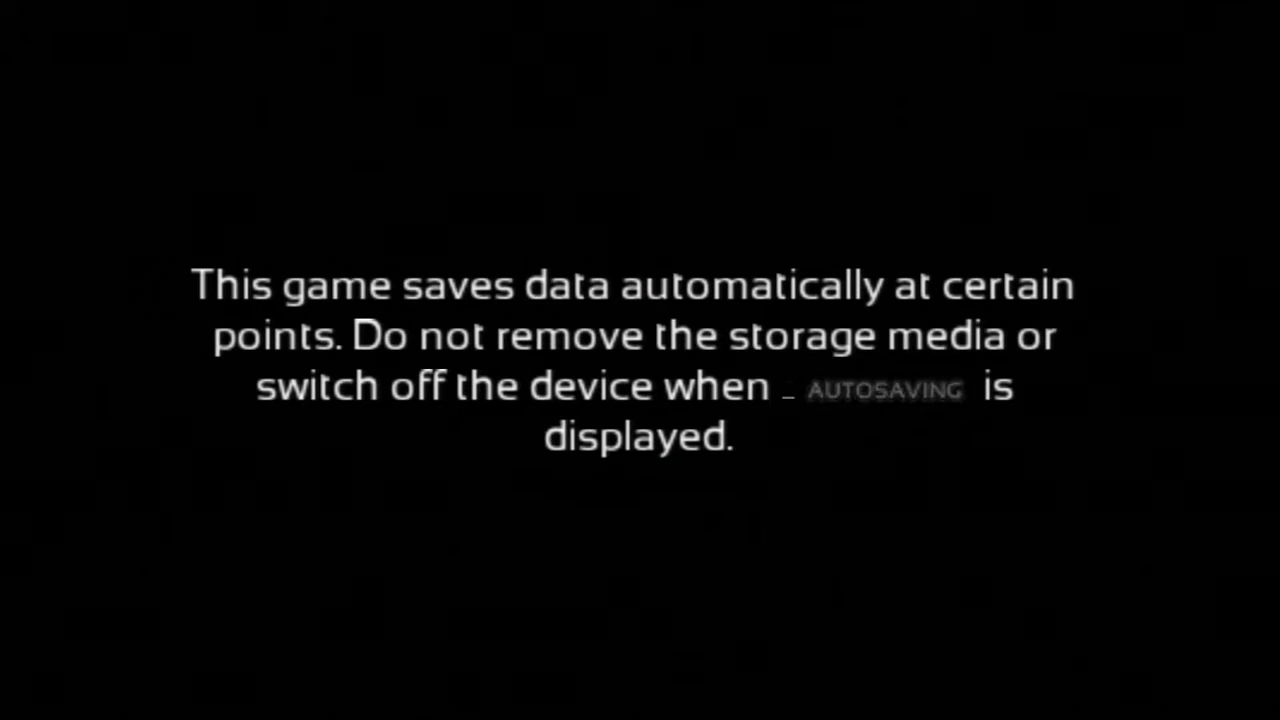 This game saves data automatically at certain
points. Do not remove the storage media or
switch off the device when _ AUTOSAVING is
displayed.